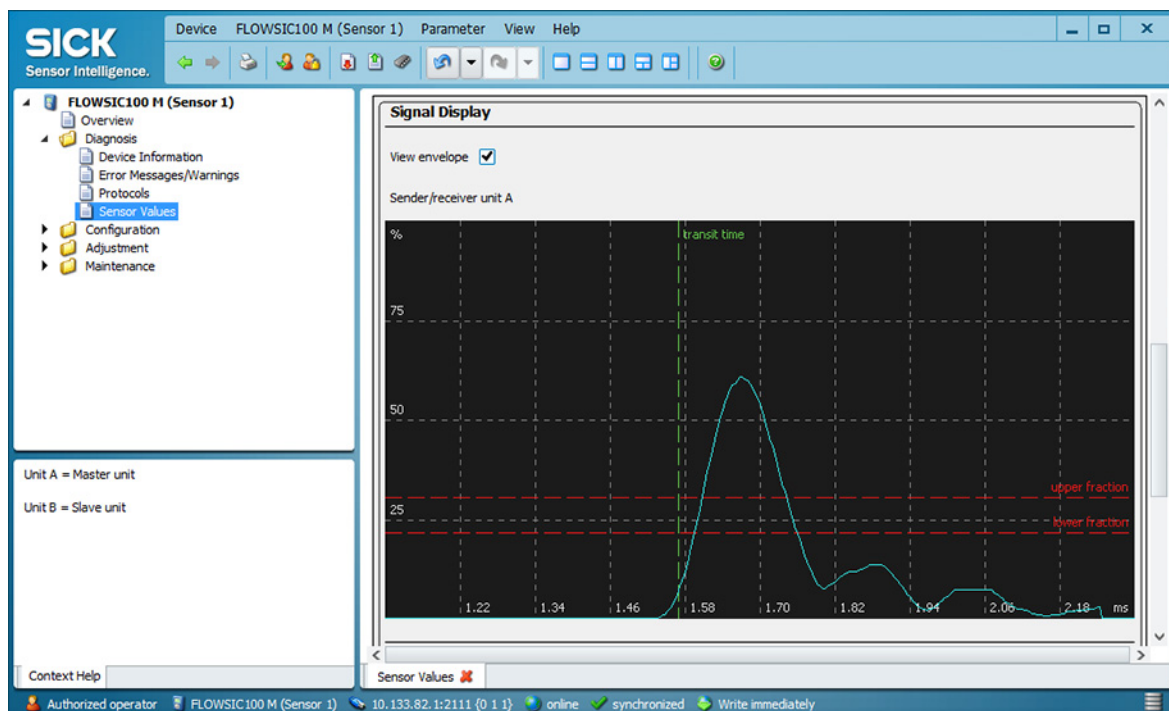 SICK
Sensor Intelligence.
Device FLOWSIC100 M (Sensor 1) Parameter View Help
FLOWSIC100 M (Sensor 1)
Overview
Diagnosis
Device Information
Error Messages/Warnings
Protocols
Sensor Values
Configuration
Adjustment
Maintenance
Unit A = Master unit
Unit B = Slave unit
Context Help
Signal Display
View envelope
Sender/receiver unit A
%
transit time
75
50
upper fraction
25
lower fraction
1.22 1.34 1.46 1.58 1.70 1.82 1.94 2.06 2.18 ms
Sensor Values
Authorized operator FLOWSIC100 M (Sensor 1) 10.133.82.1:2111 {0 1 1} online synchronized Write immediately